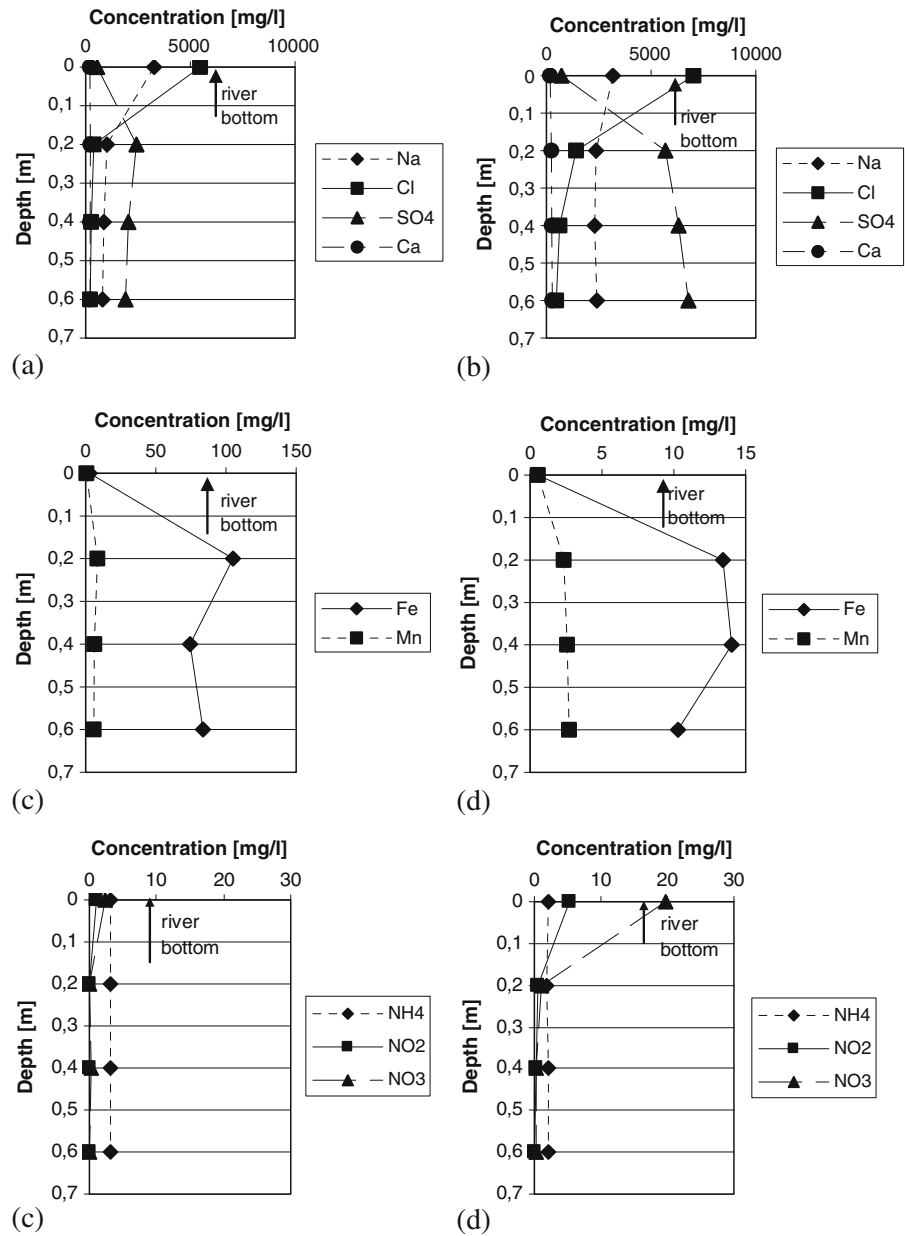 Concentration [mg/l]
0 5000 10000
0
0,1
0,2
0,3
0,4
0,5
0,6
0,7
Depth [m]
river
bottom
Na
Cl
SO4
Ca
(a)
Concentration [mg/l]
0 5000 10000
0
0,1
0,2
0,3
0,4
0,5
0,6
0,7
Depth [m]
river
bottom
Na
Cl
SO4
Ca
(b)
Concentration [mg/l]
0 50 100 150
0
0,1
0,2
0,3
0,4
0,5
0,6
0,7
Depth [m]
river
bottom
Fe
Mn
(c)
Concentration [mg/l]
0 5 10 15
0
0,1
0,2
0,3
0,4
0,5
0,6
0,7
Depth [m]
river
bottom
Fe
Mn
(d)
Concentration [mg/l]
0 10 20 30
0
0,1
0,2
0,3
0,4
0,5
0,6
0,7
Depth [m]
river
bottom
NH4
NO2
NO3
(c)
Concentration [mg/l]
0 10 20 30
0
0,1
0,2
0,3
0,4
0,5
0,6
0,7
Depth [m]
river
bottom
NH4
NO2
NO3
(d)